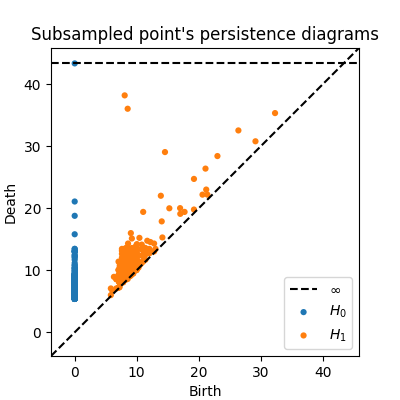 Subsampled point's persistence diagrams
Death
40
30
20
10
0
∞
H₀
H₁
0
10
20
30
40
Birth